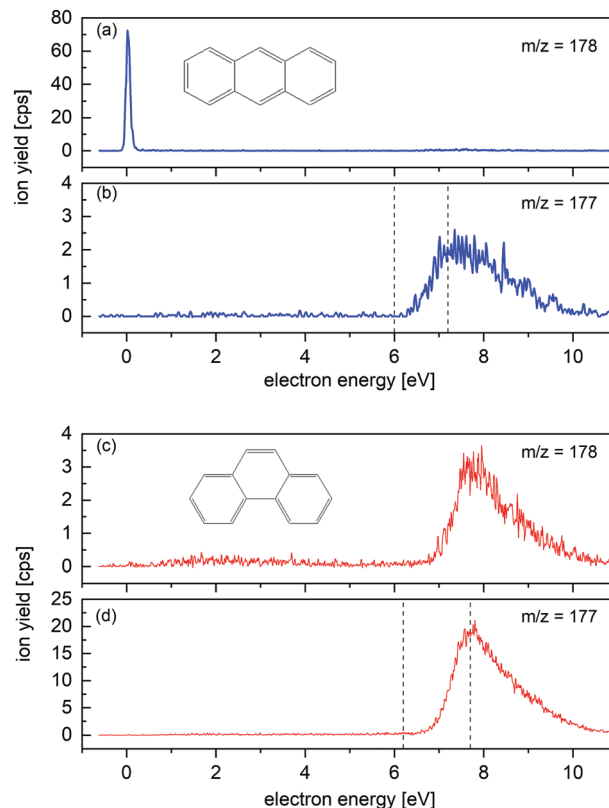 (a)
m/z = 178
80
60
40
20
0
ion yield [cps]
(b)
m/z = 177
4
3
2
1
0
0 2 4 6 8 10
electron energy [eV]
(c)
m/z = 178
4
3
2
1
0
ion yield [cps]
(d)
m/z = 177
25
20
15
10
5
0
0 2 4 6 8 10
electron energy [eV]